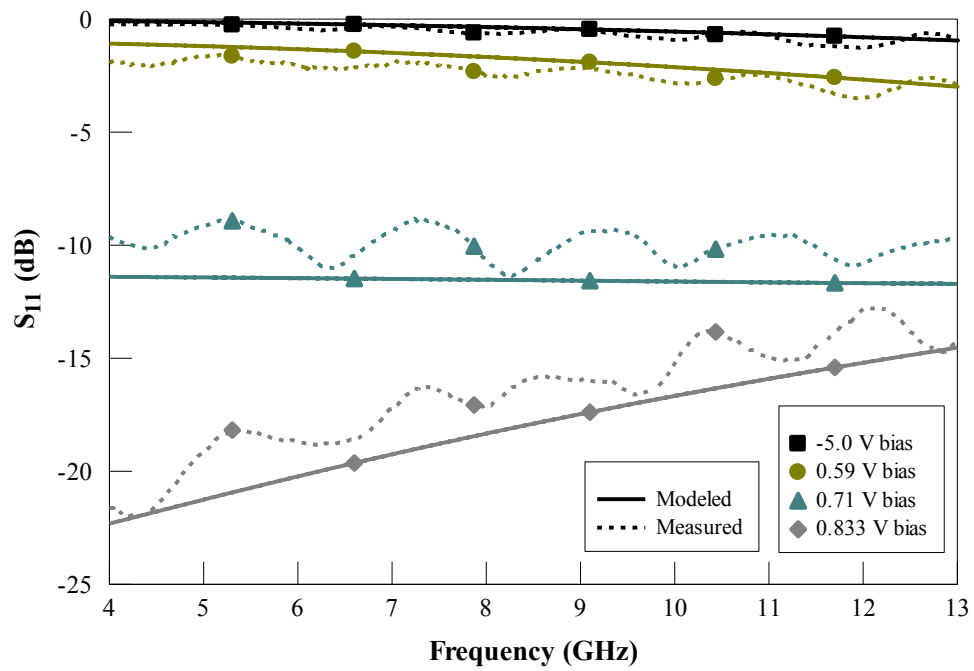 0
-5
-10
-15
-20
-25
S11 (dB)
4 5 6 7 8 9 10 11 12 13
Frequency (GHz)
Modeled
Measured
-5.0 V bias
0.59 V bias
0.71 V bias
0.833 V bias